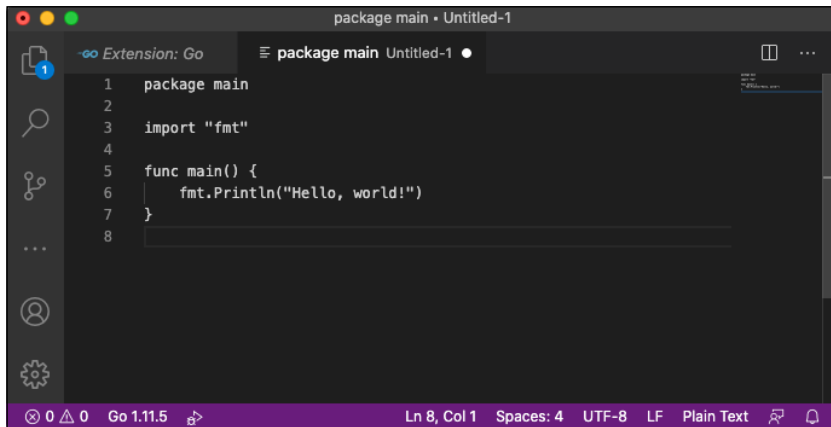 package main • Untitled-1
GO Extension: Go package main Untitled-1 ●
1
1 package main
2
3 import "fmt"
4
5 func main() {
6 fmt.Println("Hello, world!")
7 }
8
0 0 Go 1.11.5 Ln 8, Col 1 Spaces: 4 UTF-8 LF Plain Text